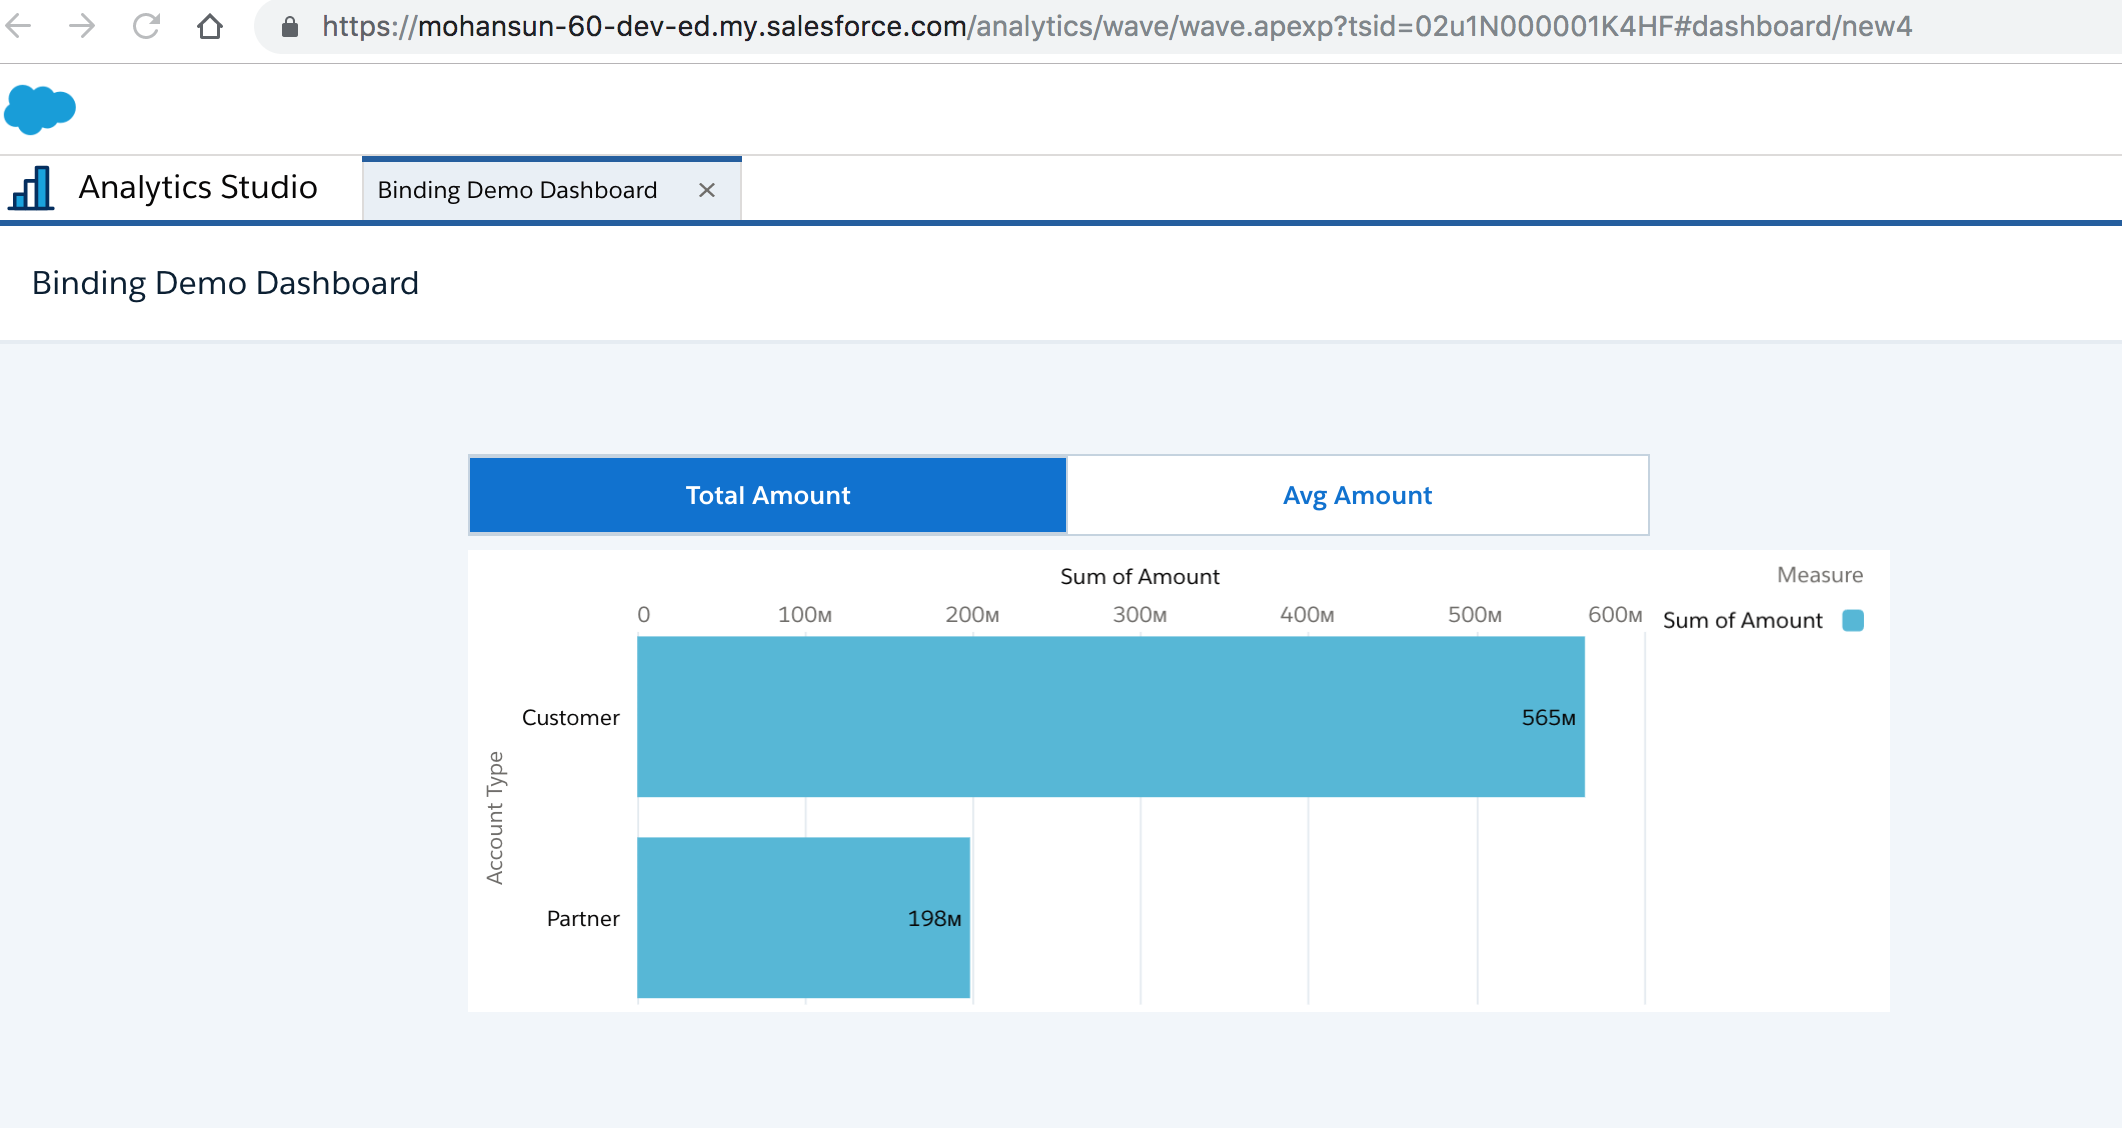 https://mohansun-60-dev-ed.my.salesforce.com/analytics/wave/wave.apexp?tsid=02u1N000001K4HF#dashboard/new4
Analytics Studio
Binding Demo Dashboard
Binding Demo Dashboard
Total Amount
Avg Amount
Sum of Amount
Measure
0 100M 200M 300M 400M 500M 600M
Sum of Amount
Customer
565M
Account Type
Partner
198M